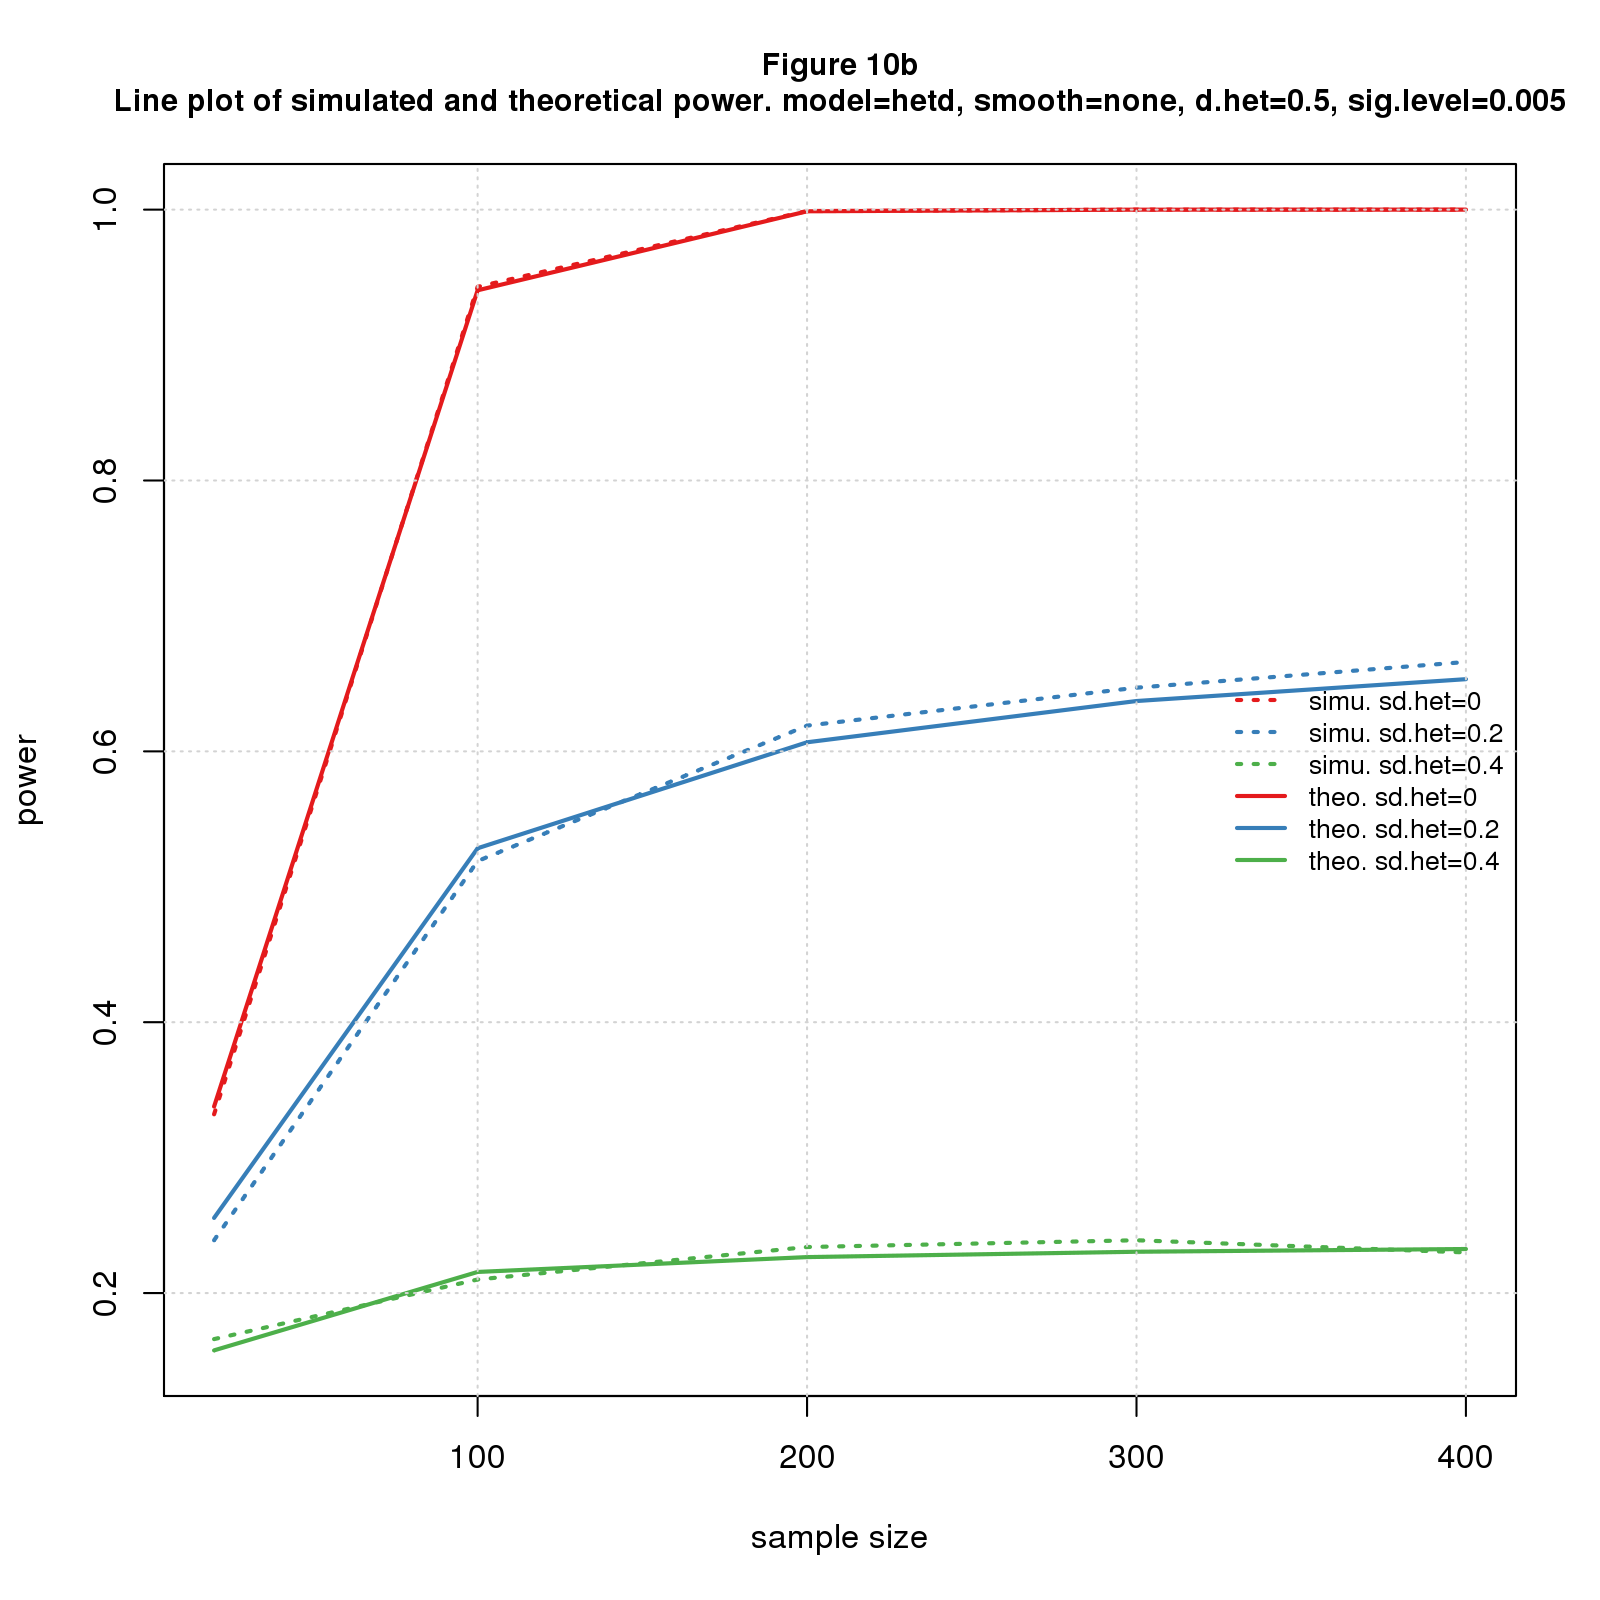 Figure 10b
Line plot of simulated and theoretical power. model=hetd, smooth=none, d.het=0.5, sig.level=0.005
1.0
0.8
0.6
0.4
0.2
power
simu. sd.het=0
simu. sd.het=0.2
simu. sd.het=0.4
theo. sd.het=0
theo. sd.het=0.2
theo. sd.het=0.4
100 200 300 400
sample size